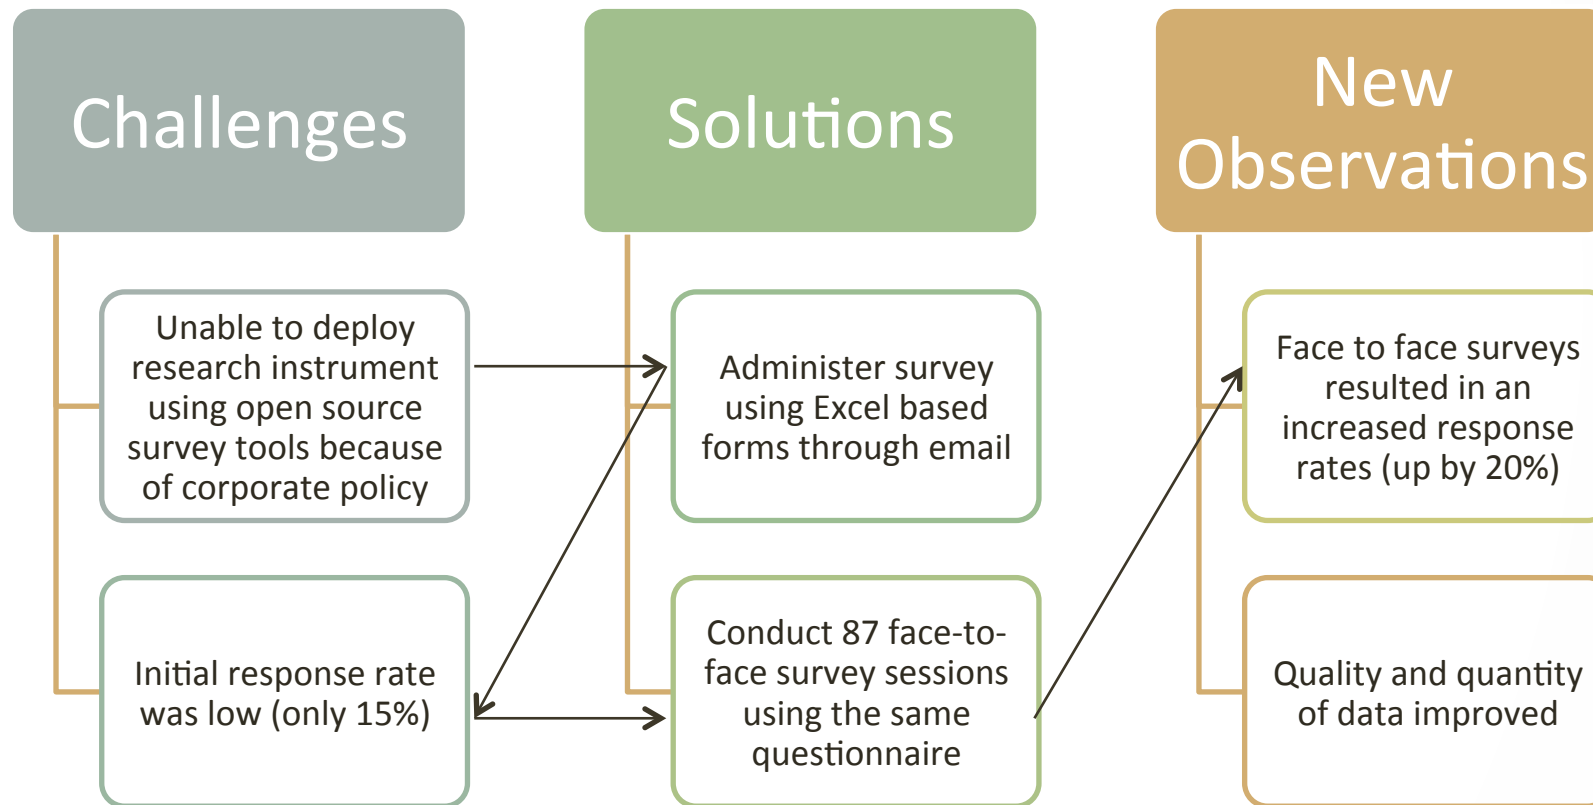 Challenges
Unable to deploy
research instrument
using open source
survey tools because
of corporate policy
Initial response rate
was low (only 15%)
Solutions
Administer survey
using Excel based
forms through email
Conduct 87 face-to-
face survey sessions
using the same
questionnaire
New
Observations
Face to face surveys
resulted in an
increased response
rates (up by 20%)
Quality and quantity
of data improved